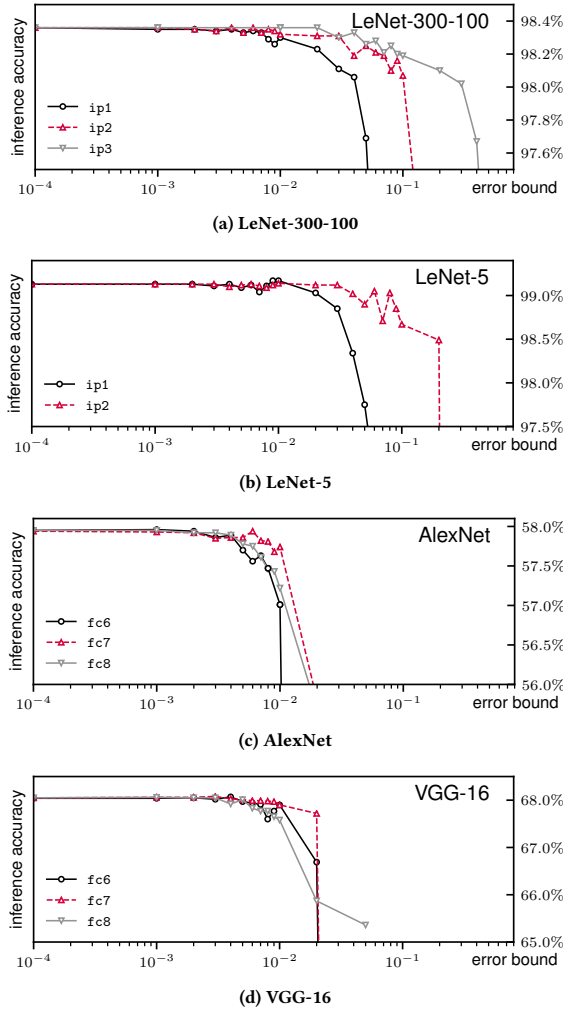 LeNet-300-100
inference accuracy
98.4%
98.2%
98.0%
97.8%
97.6%
ip1
ip2
ip3
10⁻⁴
10⁻³
10⁻²
10⁻¹
error bound
(a) LeNet-300-100
LeNet-5
inference accuracy
99.0%
98.5%
98.0%
97.5%
ip1
ip2
10⁻⁴
10⁻³
10⁻²
10⁻¹
error bound
(b) LeNet-5
AlexNet
inference accuracy
58.0%
57.5%
57.0%
56.5%
56.0%
fc6
fc7
fc8
10⁻⁴
10⁻³
10⁻²
10⁻¹
error bound
(c) AlexNet
VGG-16
inference accuracy
68.0%
67.0%
66.0%
65.0%
fc6
fc7
fc8
10⁻⁴
10⁻³
10⁻²
10⁻¹
error bound
(d) VGG-16